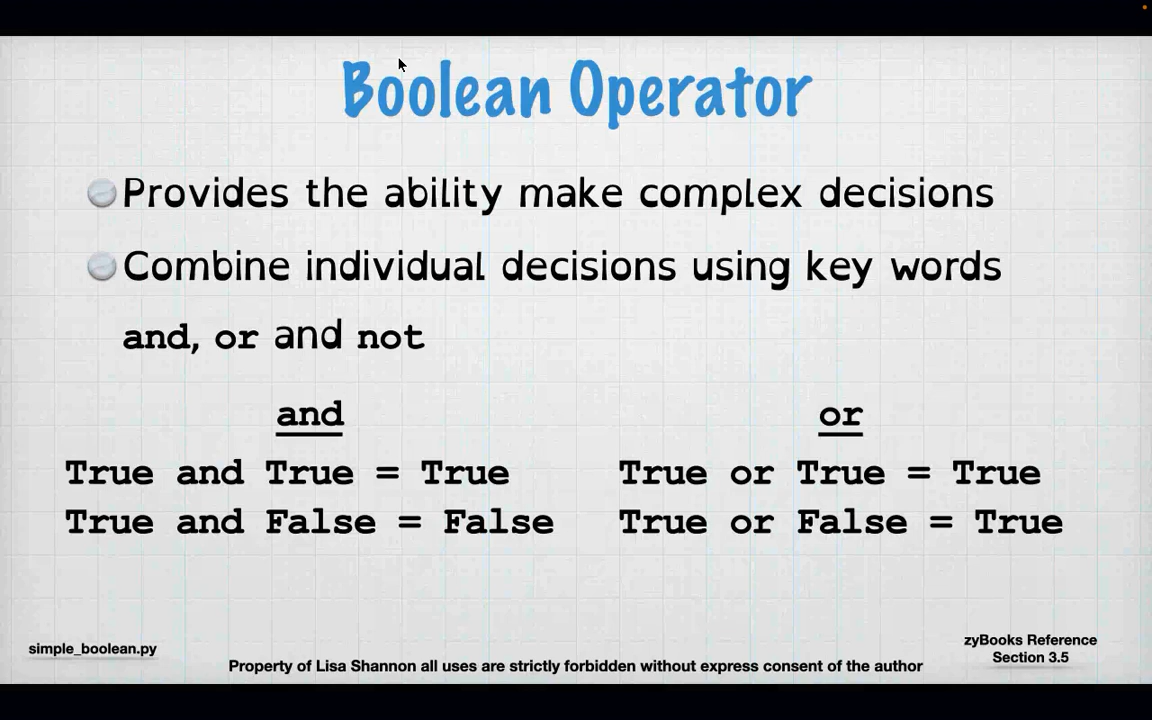 Boolean Operator
Provides the ability make complex decisions
Combine individual decisions using key words
and, or and not
and
True and True = True
True and False = False
or
True or True = True
True or False = True
simple_boolean.py
Property of Lisa Shannon all uses are strictly forbidden without express consent of the author
zyBooks Reference
Section 3.5